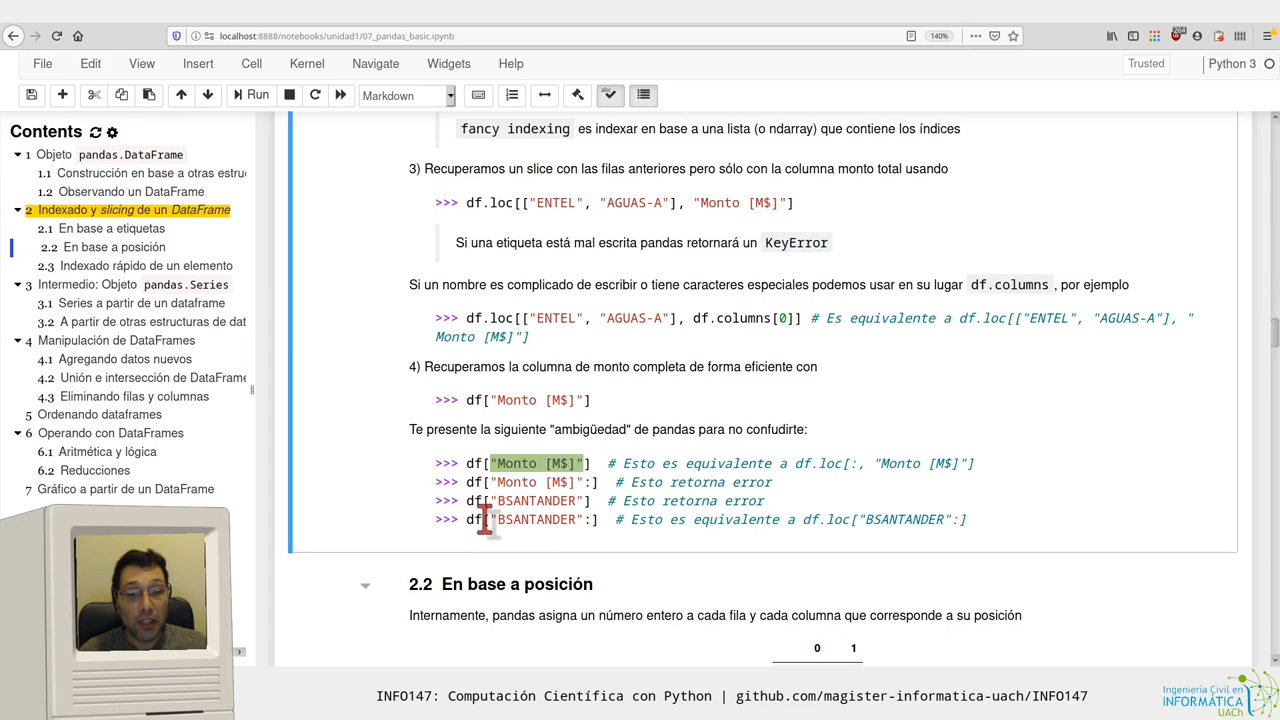 localhost:8888/notebooks/unidad1/07_pandas_basic.ipynb
140%
File Edit View Insert Cell Kernel Navigate Widgets Help
Trusted
Python 3
Run
Markdown
Contents
1 Objeto pandas.DataFrame
1.1 Construcción en base a otras estru
1.2 Observando un DataFrame
2 Indexado y slicing de un DataFrame
2.1 En base a etiquetas
2.2 En base a posición
2.3 Indexado rápido de un elemento
3 Intermedio: Objeto pandas.Series
3.1 Series a partir de un dataframe
3.2 A partir de otras estructuras de dat
4 Manipulación de DataFrames
4.1 Agregando datos nuevos
4.2 Unión e intersección de DataFrame
4.3 Eliminando filas y columnas
5 Ordenando dataframes
6 Operando con DataFrames
6.1 Aritmética y lógica
6.2 Reducciones
7 Gráfico a partir de un DataFrame
fancy indexing es indexar en base a una lista (o ndarray) que contiene los índices
3) Recuperamos un slice con las filas anteriores pero sólo con la columna monto total usando
>>> df.loc[["ENTEL", "AGUAS-A"], "Monto [M$]"]
Si una etiqueta está mal escrita pandas retornará un KeyError
Si un nombre es complicado de escribir o tiene caracteres especiales podemos usar en su lugar df.columns, por ejemplo
>>> df.loc[["ENTEL", "AGUAS-A"], df.columns[0]] # Es equivalente a df.loc[["ENTEL", "AGUAS-A"], "
Monto [M$]"]
4) Recuperamos la columna de monto completa de forma eficiente con
>>> df["Monto [M$]"]
Te presente la siguiente "ambigüedad" de pandas para no confudirte:
>>> df["Monto [M$]"] # Esto es equivalente a df.loc[:, "Monto [M$]"]
>>> df["Monto [M$]":] # Esto retorna error
>>> df["BSANTANDER"] # Esto retorna error
>>> df["BSANTANDER":] # Esto es equivalente a df.loc["BSANTANDER":]
2.2 En base a posición
Internamente, pandas asigna un número entero a cada fila y cada columna que corresponde a su posición
0 1
INFO147: Computación Científica con Python | github.com/magister-informatica-uach/INFO147
Ingeniería Civil en
INFORMÁTICA
UACh